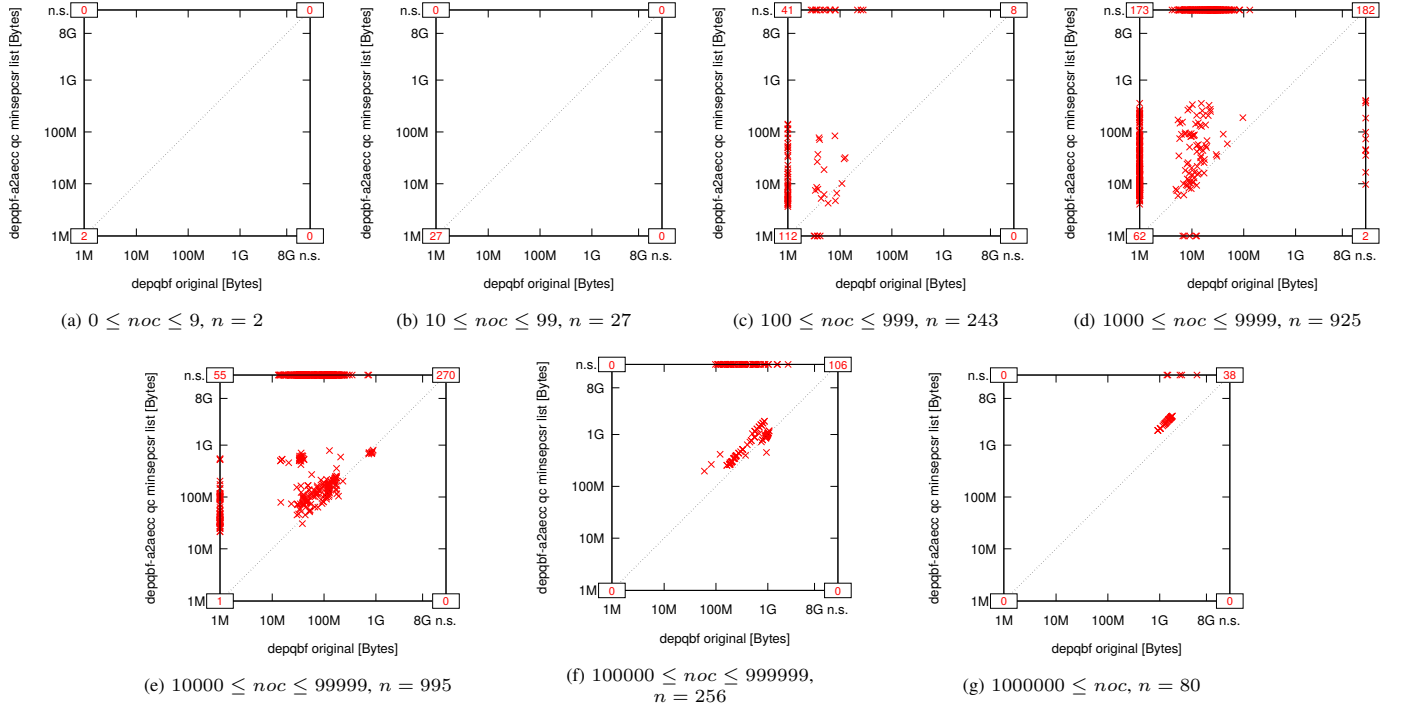 n.s.
8G
1G
100M
10M
1M
0
0
2
0
1M 10M 100M 1G 8G n.s.
depqbf-a2aecc qc minsepcsr list [Bytes]
depqbf original [Bytes]
(a) 0 ≤ noc ≤ 9, n = 2
n.s.
8G
1G
100M
10M
1M
0
0
27
0
1M 10M 100M 1G 8G n.s.
depqbf-a2aecc qc minsepcsr list [Bytes]
depqbf original [Bytes]
(b) 10 ≤ noc ≤ 99, n = 27
n.s.
8G
1G
100M
10M
1M
41
8
112
0
1M 10M 100M 1G 8G n.s.
depqbf-a2aecc qc minsepcsr list [Bytes]
depqbf original [Bytes]
(c) 100 ≤ noc ≤ 999, n = 243
n.s.
8G
1G
100M
10M
1M
173
182
62
2
1M 10M 100M 1G 8G n.s.
depqbf-a2aecc qc minsepcsr list [Bytes]
depqbf original [Bytes]
(d) 1000 ≤ noc ≤ 9999, n = 925
n.s.
8G
1G
100M
10M
1M
55
270
1
0
1M 10M 100M 1G 8G n.s.
depqbf-a2aecc qc minsepcsr list [Bytes]
depqbf original [Bytes]
(e) 10000 ≤ noc ≤ 99999, n = 995
n.s.
8G
1G
100M
10M
1M
0
106
0
0
1M 10M 100M 1G 8G n.s.
depqbf-a2aecc qc minsepcsr list [Bytes]
depqbf original [Bytes]
(f) 100000 ≤ noc ≤ 999999,
n = 256
n.s.
8G
1G
100M
10M
1M
0
38
0
0
1M 10M 100M 1G 8G n.s.
depqbf-a2aecc qc minsepcsr list [Bytes]
depqbf original [Bytes]
(g) 1000000 ≤ noc, n = 80